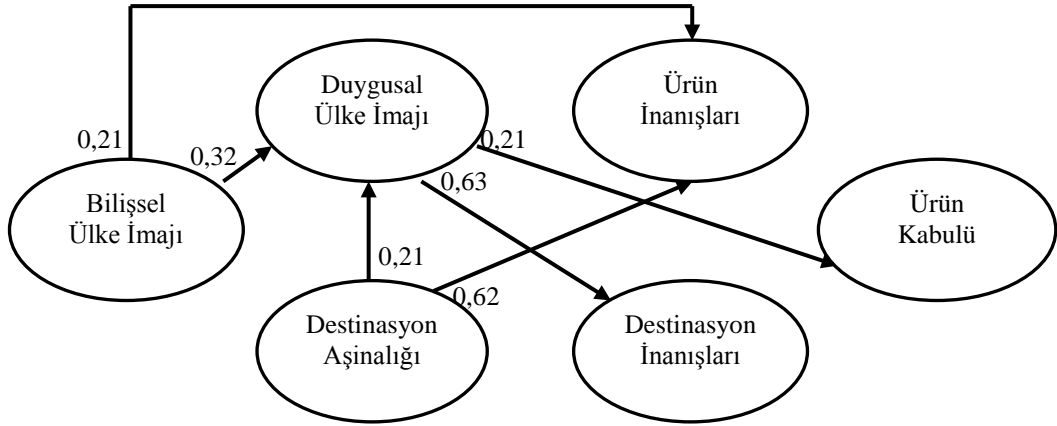 Duygusal
Ülke İmajı
Ürün
İnanışları
0,21
0,32
0,21
0,63
Bilişsel
Ülke İmajı
Ürün
Kabulü
0,21
0,62
Destinasyon
Aşinalığı
Destinasyon
İnanışları